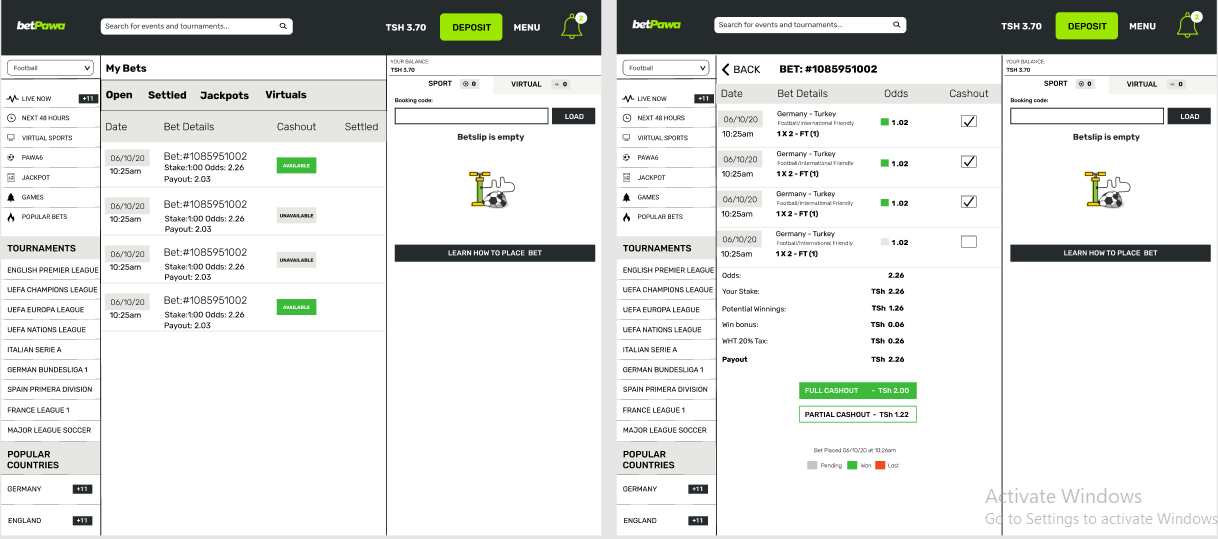 betPawa
Search for events and tournaments...
TSH 3.70
DEPOSIT
MENU
2
Football
LIVE NOW +11
NEXT 48 HOURS
VIRTUAL SPORTS
PAWA6
JACKPOT
GAMES
POPULAR BETS
TOURNAMENTS
ENGLISH PREMIER LEAGUE
UEFA CHAMPIONS LEAGUE
UEFA EUROPA LEAGUE
UEFA NATIONS LEAGUE
ITALIAN SERIE A
GERMAN BUNDESLIGA 1
SPAIN PRIMERA DIVISION
FRANCE LEAGUE 1
MAJOR LEAGUE SOCCER
POPULAR
COUNTRIES
GERMANY +11
ENGLAND +11
My Bets
Open Settled Jackpots Virtuals
Date Bet Details Cashout Settled
06/10/20 Bet:#1085951002
10:25am Stake:1:00 Odds: 2.26
Payout: 2.03
AVAILABLE
06/10/20 Bet:#1085951002
10:25am Stake:1:00 Odds: 2.26
Payout: 2.03
UNAVAILABLE
06/10/20 Bet:#1085951002
10:25am Stake:1:00 Odds: 2.26
Payout: 2.03
UNAVAILABLE
06/10/20 Bet:#1085951002
10:25am Stake:1:00 Odds: 2.26
Payout: 2.03
AVAILABLE
YOUR BALANCE:
TSH 3.70
SPORT 0 VIRTUAL 0
Booking code:
LOAD
Betslip is empty
LEARN HOW TO PLACE BET
betPawa
Search for events and tournaments...
TSH 3.70
DEPOSIT
MENU
2
Football
LIVE NOW +11
NEXT 48 HOURS
VIRTUAL SPORTS
PAWA6
JACKPOT
GAMES
POPULAR BETS
TOURNAMENTS
ENGLISH PREMIER LEAGUE
UEFA CHAMPIONS LEAGUE
UEFA EUROPA LEAGUE
UEFA NATIONS LEAGUE
ITALIAN SERIE A
GERMAN BUNDESLIGA 1
SPAIN PRIMERA DIVISION
FRANCE LEAGUE 1
MAJOR LEAGUE SOCCER
POPULAR
COUNTRIES
GERMANY +11
ENGLAND +11
BACK BET: #1085951002
Date Bet Details Odds Cashout
06/10/20 Germany - Turkey
Football/International Friendly 1.02
10:25am 1 X 2 - FT (1)
06/10/20 Germany - Turkey
Football/International Friendly 1.02
10:25am 1 X 2 - FT (1)
06/10/20 Germany - Turkey
Football/International Friendly 1.02
10:25am 1 X 2 - FT (1)
06/10/20 Germany - Turkey
Football/International Friendly 1.02
10:25am 1 X 2 - FT (1)
Odds: 2.26
Your Stake: TSh 2.26
Potential Winnings: TSh 1.26
Win bonus: TSh 0.06
WHT 20% Tax: TSh 0.26
Payout TSh 2.26
FULL CASHOUT - TSh 2.00
PARTIAL CASHOUT - TSh 1.22
Bet Placed 06/10/20 at 10;26am
Pending Won Lost
YOUR BALANCE:
TSH 3.70
SPORT 0 VIRTUAL 0
Booking code:
LOAD
Betslip is empty
LEARN HOW TO PLACE BET
Activate Windows
Go to Settings to activate Windows